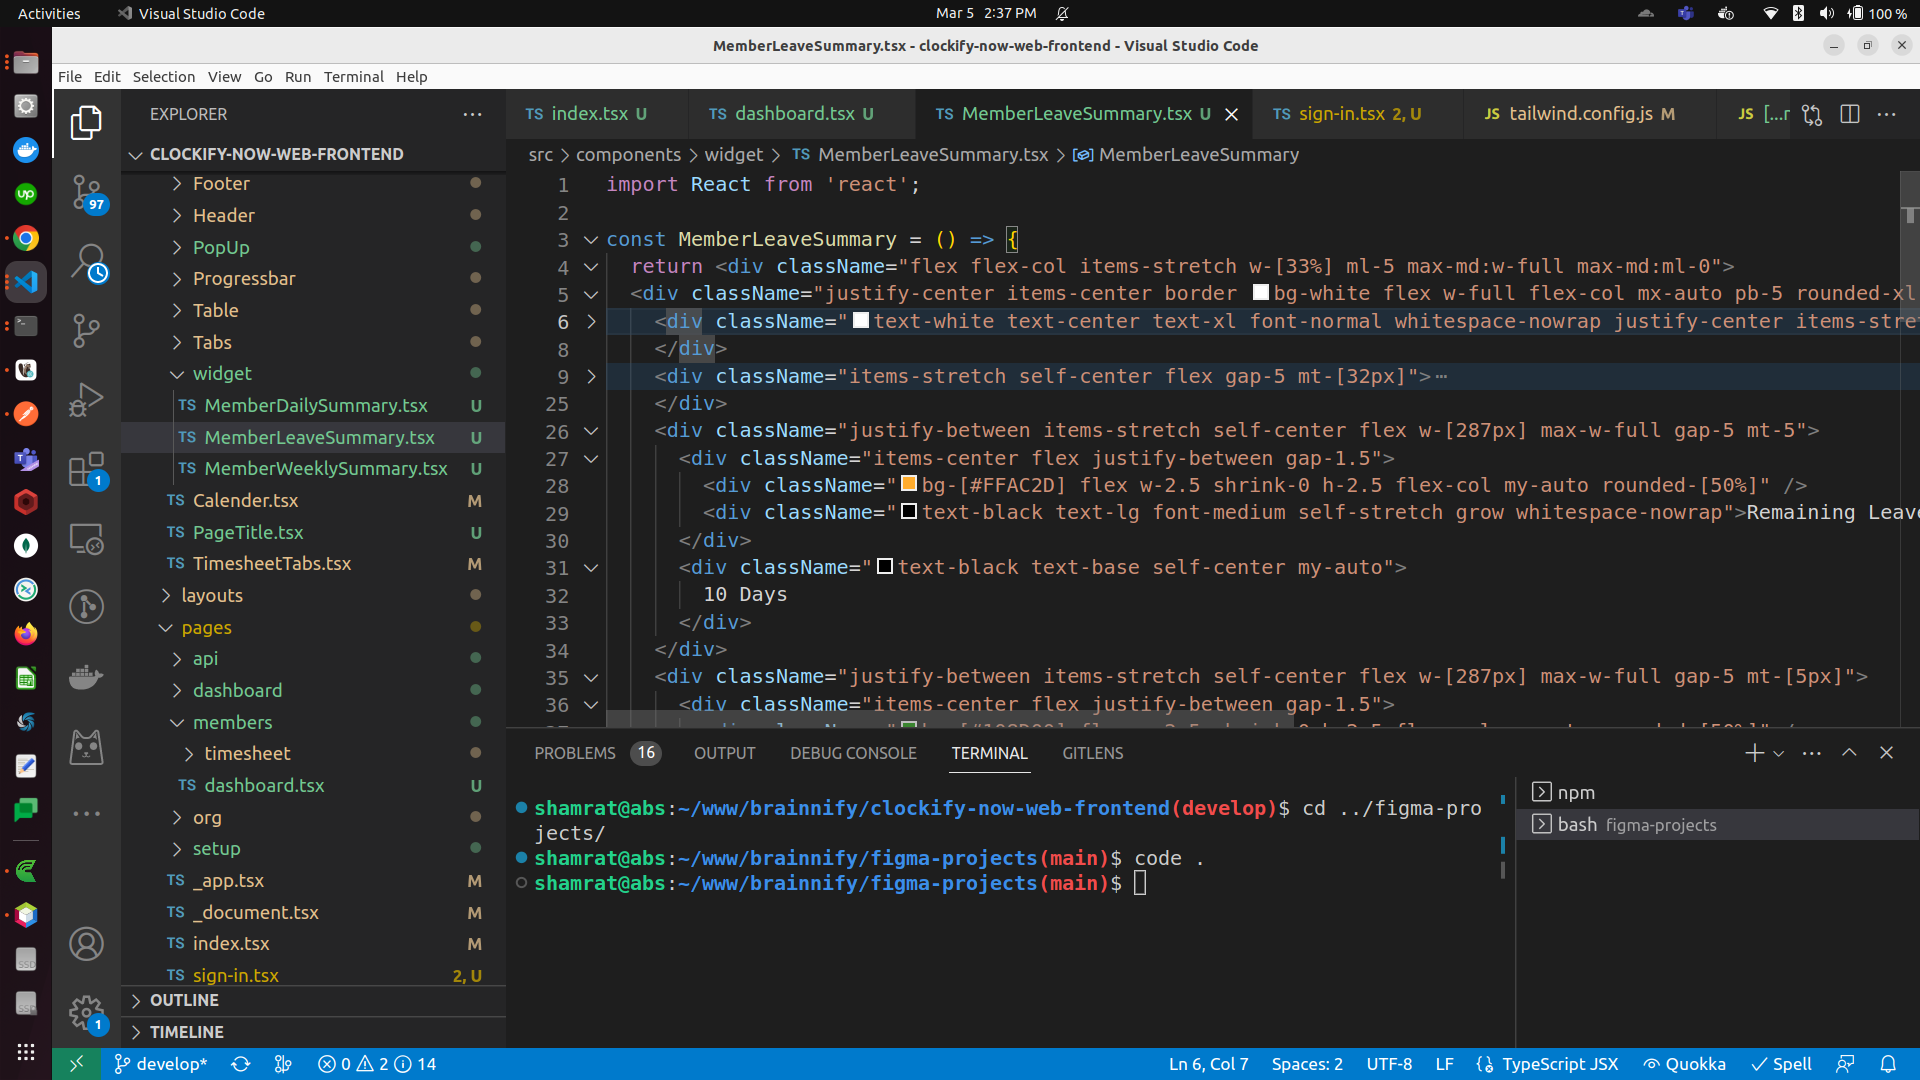 Activities
Visual Studio Code
Mar 5 2:37 PM
100 %
MemberLeaveSummary.tsx - clockify-now-web-frontend - Visual Studio Code
File Edit Selection View Go Run Terminal Help
EXPLORER
CLOCKIFY-NOW-WEB-FRONTEND
Footer
Header
PopUp
Progressbar
Table
Tabs
widget
TS MemberDailySummary.tsx U
TS MemberLeaveSummary.tsx U
TS MemberWeeklySummary.tsx U
TS Calender.tsx M
TS PageTitle.tsx U
TS TimesheetTabs.tsx M
layouts
pages
api
dashboard
members
timesheet
TS dashboard.tsx U
org
setup
TS _app.tsx M
TS _document.tsx M
TS index.tsx M
TS sign-in.tsx 2, U
OUTLINE
TIMELINE
97
1
1
TS index.tsx U
TS dashboard.tsx U
TS MemberLeaveSummary.tsx U
TS sign-in.tsx 2, U
JS tailwind.config.js M
JS [...r
src > components > widget > TS MemberLeaveSummary.tsx > MemberLeaveSummary
1 import React from 'react';
2
3 const MemberLeaveSummary = () => {
4 return <div className="flex flex-col items-stretch w-[33%] ml-5 max-md:w-full max-md:ml-0">
5 <div className="justify-center items-center border bg-white flex w-full flex-col mx-auto pb-5 rounded-xl
6 <div className="text-white text-center text-xl font-normal whitespace-nowrap justify-center items-stre
8 </div>
9 <div className="items-stretch self-center flex gap-5 mt-[32px]">⋯
25 </div>
26 <div className="justify-between items-stretch self-center flex w-[287px] max-w-full gap-5 mt-5">
27 <div className="items-center flex justify-between gap-1.5">
28 <div className="bg-[#FFAC2D] flex w-2.5 shrink-0 h-2.5 flex-col my-auto rounded-[50%]" />
29 <div className="text-black text-lg font-medium self-stretch grow whitespace-nowrap">Remaining Leave
30 </div>
31 <div className="text-black text-base self-center my-auto">
32 10 Days
33 </div>
34 </div>
35 <div className="justify-between items-stretch self-center flex w-[287px] max-w-full gap-5 mt-[5px]">
36 <div className="items-center flex justify-between gap-1.5">
PROBLEMS 16 OUTPUT DEBUG CONSOLE TERMINAL GITLENS
shamrat@abs:~/www/brainnify/clockify-now-web-frontend(develop)$ cd ../figma-pro
jects/
shamrat@abs:~/www/brainnify/figma-projects(main)$ code .
shamrat@abs:~/www/brainnify/figma-projects(main)$
npm
bash figma-projects
develop* 0 2 14
Ln 6, Col 7 Spaces: 2 UTF-8 LF TypeScript JSX Quokka Spell